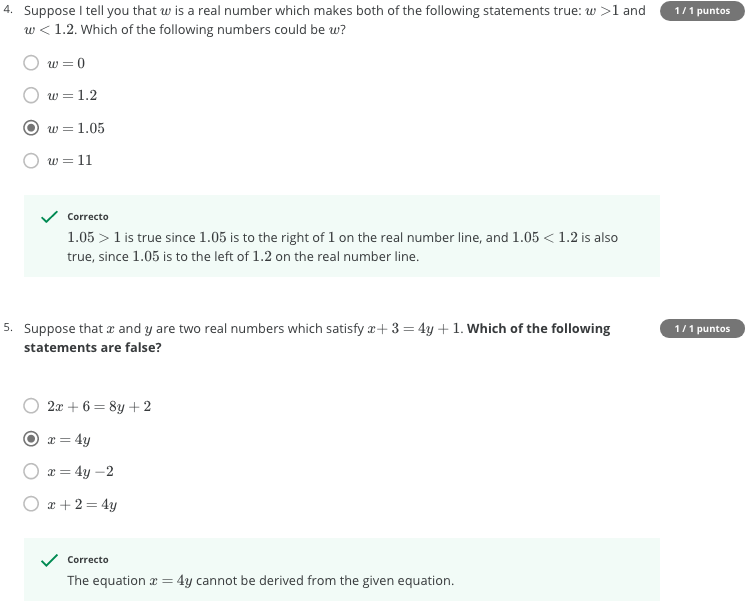 4. Suppose I tell you that w is a real number which makes both of the following statements true: w >1 and
1 / 1 puntos
w < 1.2. Which of the following numbers could be w?
w = 0
w = 1.2
w = 1.05
w = 11
Correcto
1.05 > 1 is true since 1.05 is to the right of 1 on the real number line, and 1.05 < 1.2 is also
true, since 1.05 is to the left of 1.2 on the real number line.
5. Suppose that x and y are two real numbers which satisfy x+ 3 = 4y + 1. Which of the following
1 / 1 puntos
statements are false?
2x + 6 = 8y + 2
x = 4y
x = 4y −2
x + 2 = 4y
Correcto
The equation x = 4y cannot be derived from the given equation.